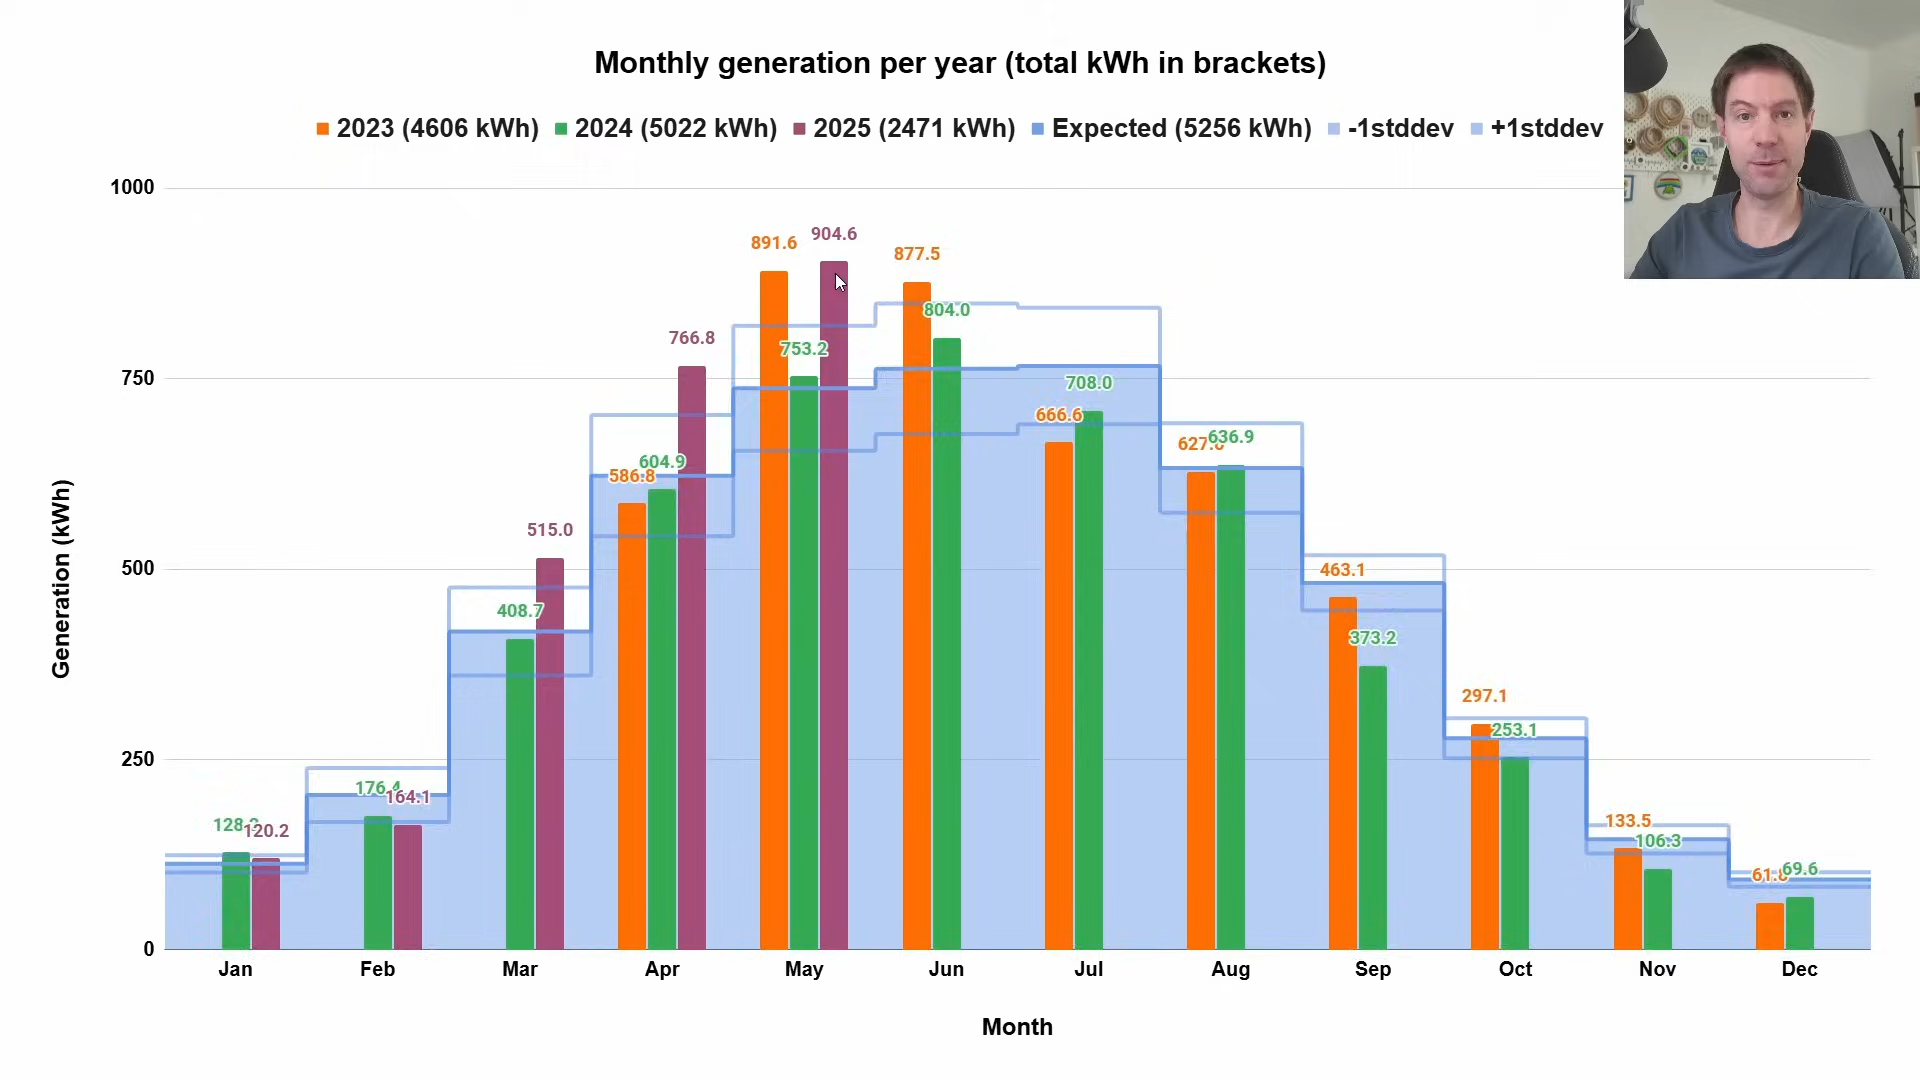 Monthly generation per year (total kWh in brackets)
2023 (4606 kWh) 2024 (5022 kWh) 2025 (2471 kWh) Expected (5256 kWh) -1stddev +1stddev
Generation (kWh)
1000
750
500
250
0
120.2
176.4 164.1
408.7 515.0
586.8 604.9 766.8
891.6 753.2 904.6
877.5 804.0
666.6 708.0
636.9
463.1 373.2
297.1 253.1
133.5 106.3
69.6
Jan Feb Mar Apr May Jun Jul Aug Sep Oct Nov Dec
Month